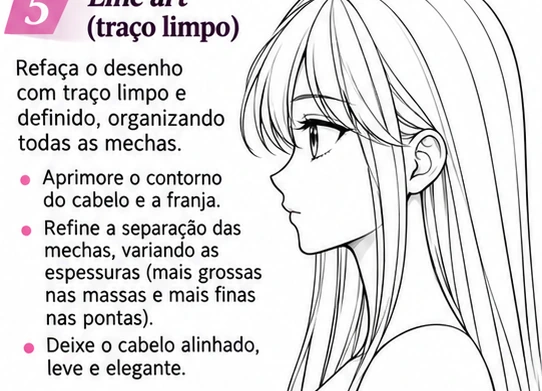 5
Line art
(traço limpo)
Refaça o desenho
com traço limpo e
definido, organizando
todas as mechas.
• Aprimore o contorno
do cabelo e a franja.
• Refine a separação das
mechas, variando as
espessuras (mais grossas
nas massas e mais finas
nas pontas).
• Deixe o cabelo alinhado,
leve e elegante.